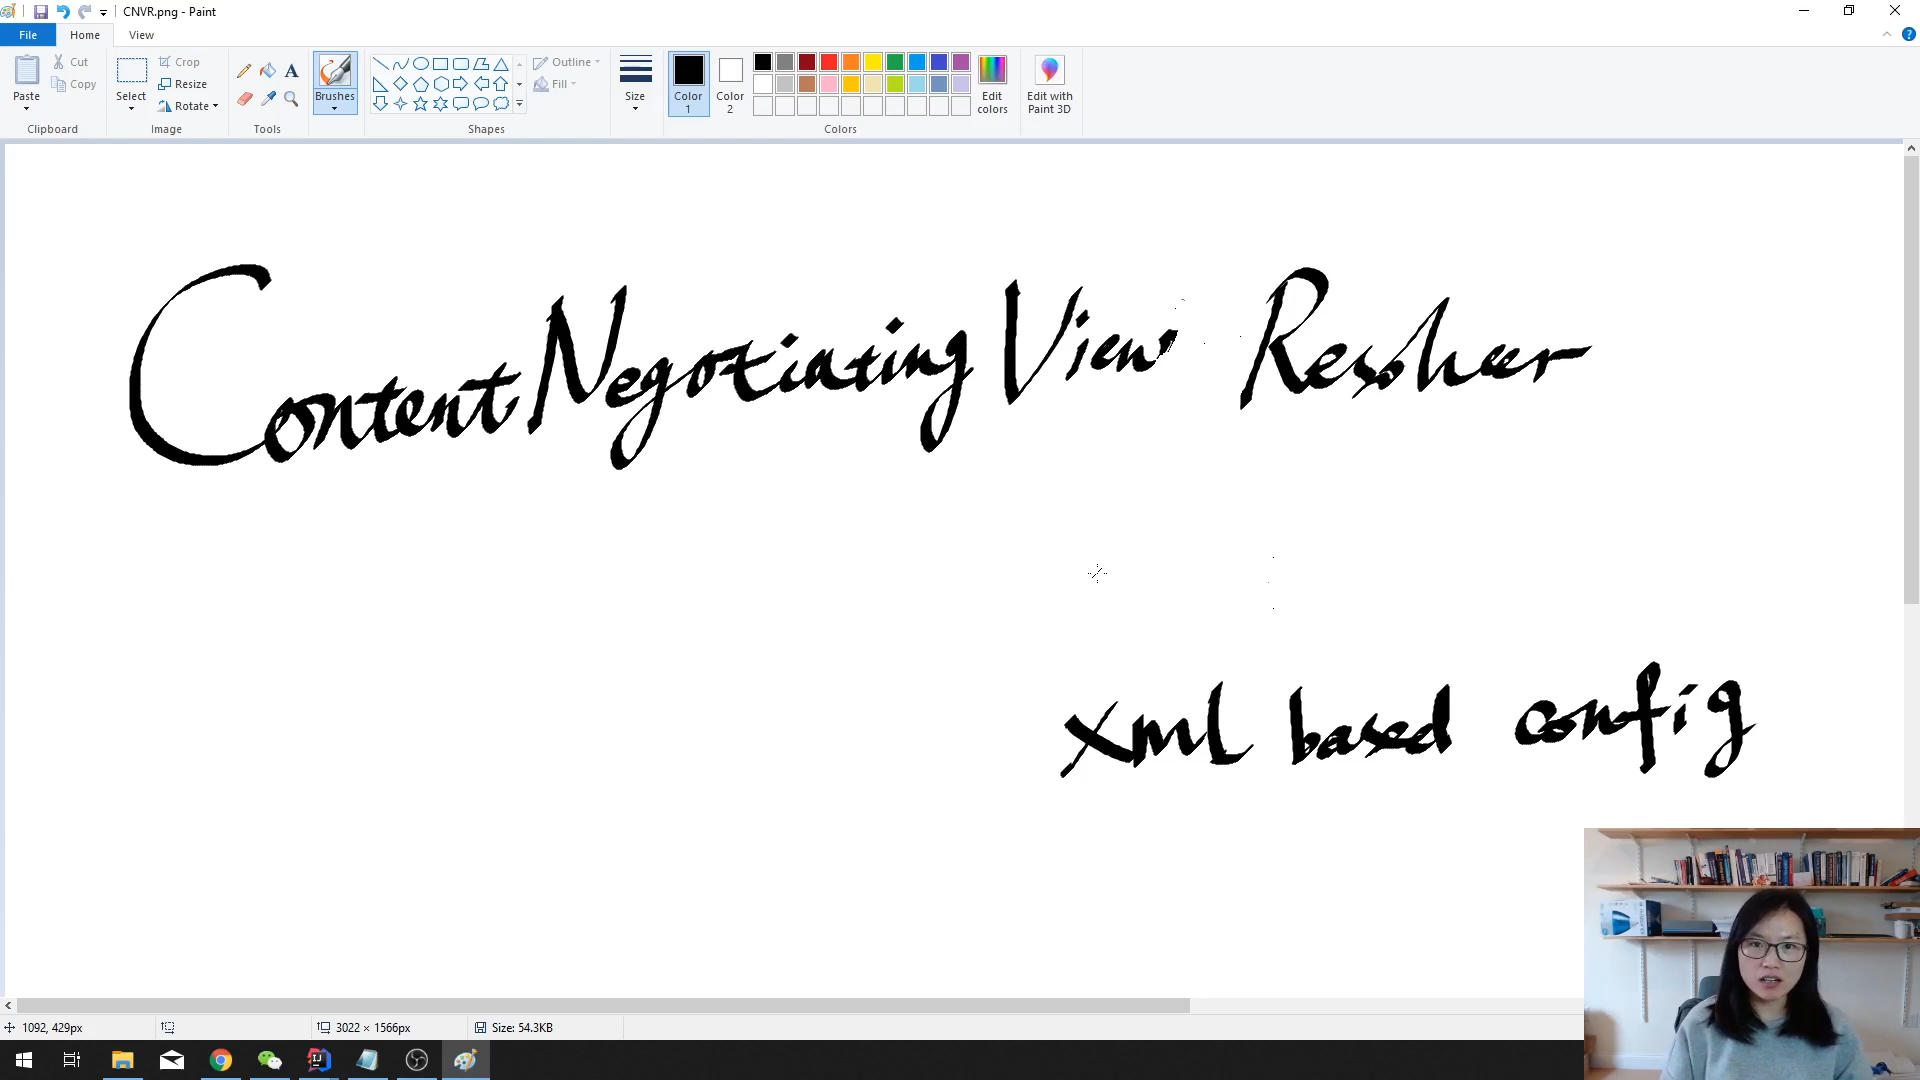 CNVR.png - Paint
File Home View
Paste Cut Copy Clipboard
Select Crop Resize Rotate Image
Tools
Brushes
Shapes Outline Fill
Size
Color 1 Color 2 Edit colors Colors
Edit with Paint 3D
Content Negotiating View Resolver
xml based config
1092, 429px 3022 × 1566px Size: 54.3KB